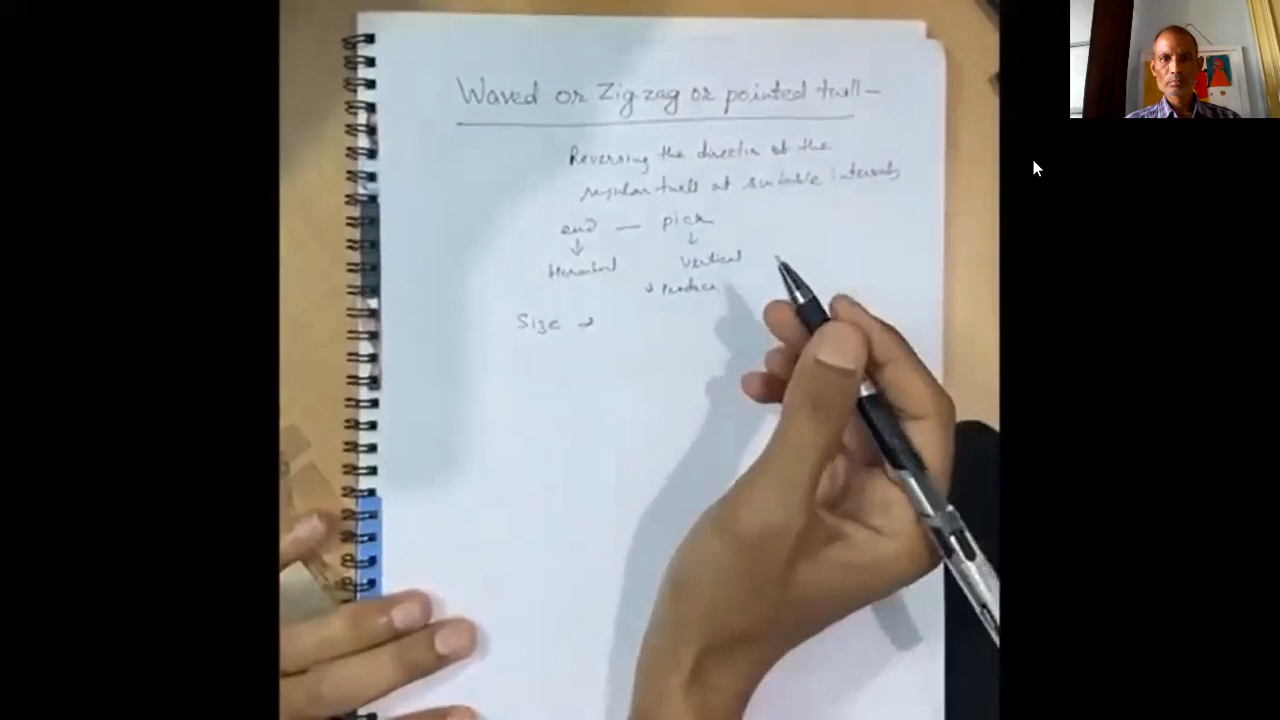 Waved or Zig-zag or pointed twill —
Reversing the direction of the
regular twill at suitable intervals
end — pick
↓ ↓
Horizontal Vertical
↓ Produce
Size →